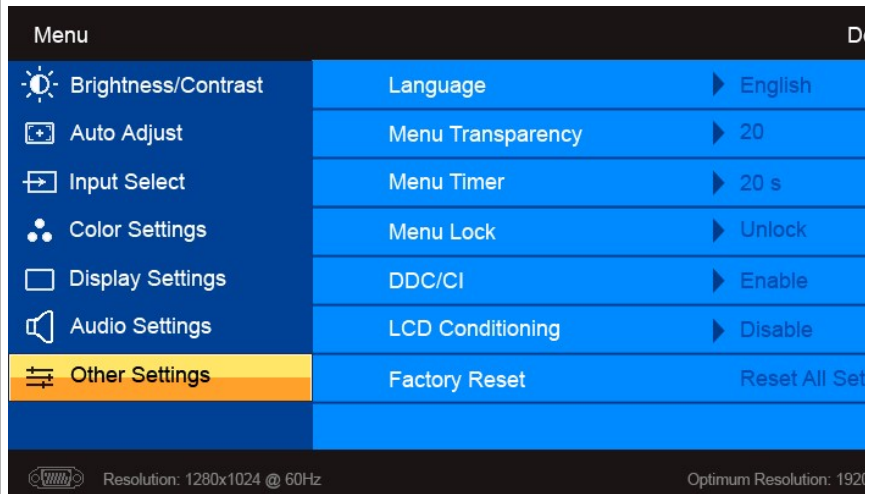 Menu
Brightness/Contrast
Auto Adjust
Input Select
Color Settings
Display Settings
Audio Settings
Other Settings
Language English
Menu Transparency 20
Menu Timer 20 s
Menu Lock Unlock
DDC/CI Enable
LCD Conditioning Disable
Factory Reset Reset All
Resolution: 1280x1024 @ 60Hz
Optimum Resolution: